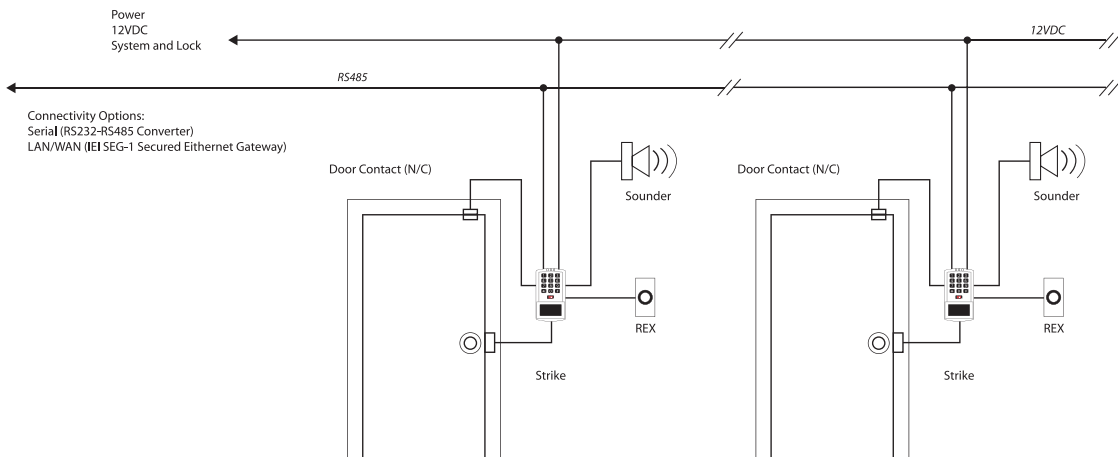 Power
12VDC
System and Lock
12VDC
RS485
Connectivity Options:
Serial (RS232-RS485 Converter)
LAN/WAN (IEI SEG-1 Secured Eithernet Gateway)
Door Contact (N/C)
Sounder
REX
Strike
Door Contact (N/C)
Sounder
REX
Strike